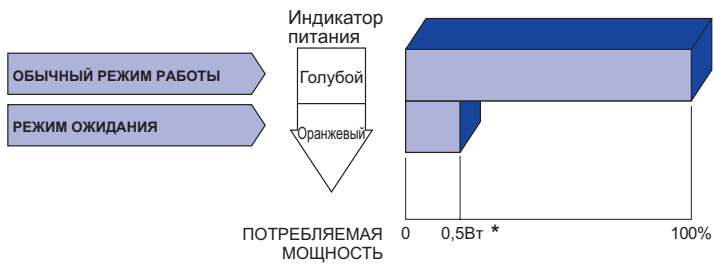 Индикатор
питания
ОБЫЧНЫЙ РЕЖИМ РАБОТЫ
Голубой
РЕЖИМ ОЖИДАНИЯ
Оранжевый
ПОТРЕБЛЯЕМАЯ
МОЩНОСТЬ
0 0,5Вт * 100%